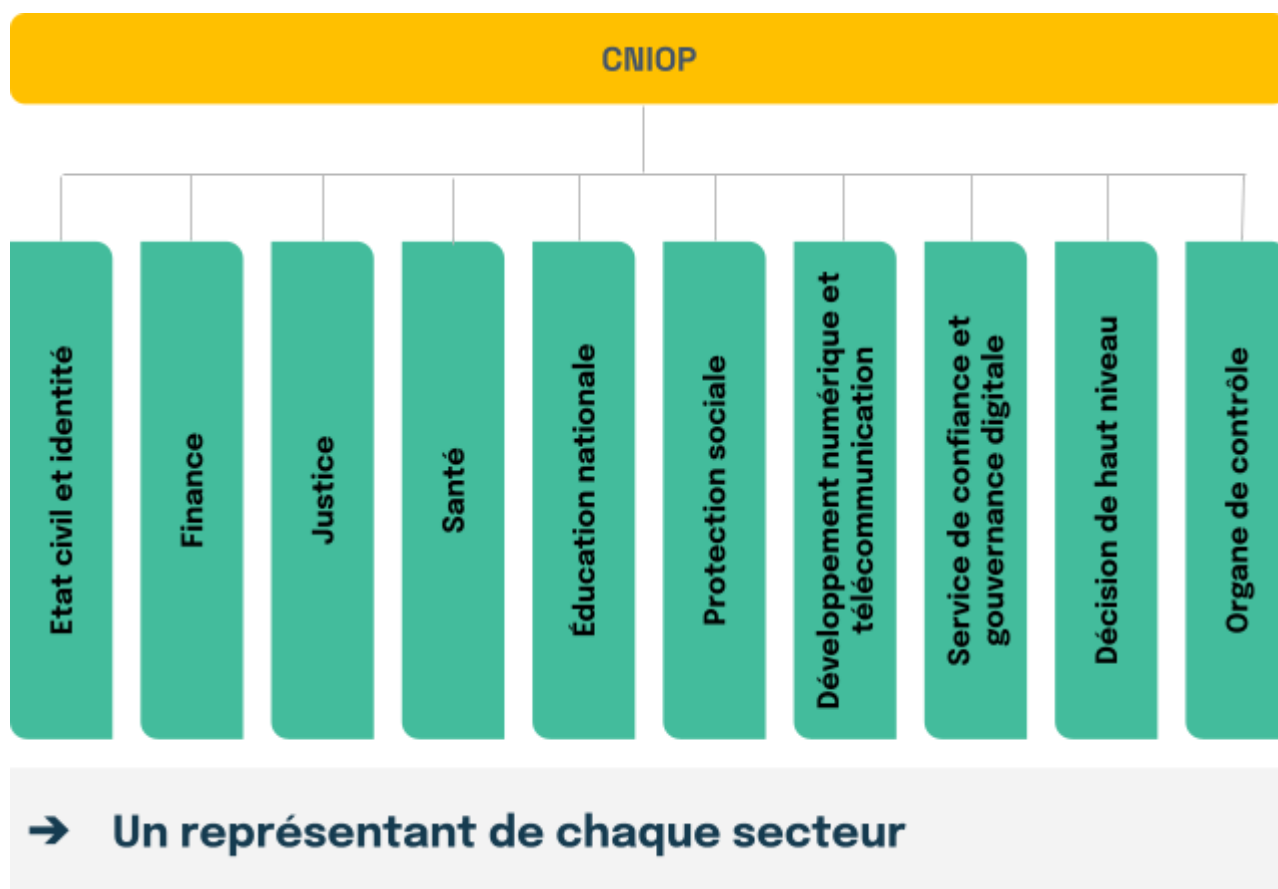 CNIOP
Etat civil et identité
Finance
Justice
Santé
Éducation nationale
Protection sociale
Développement numérique et
télécommunication
Service de confiance et
gouvernance digitale
Décision de haut niveau
Organe de contrôle
➔ Un représentant de chaque secteur